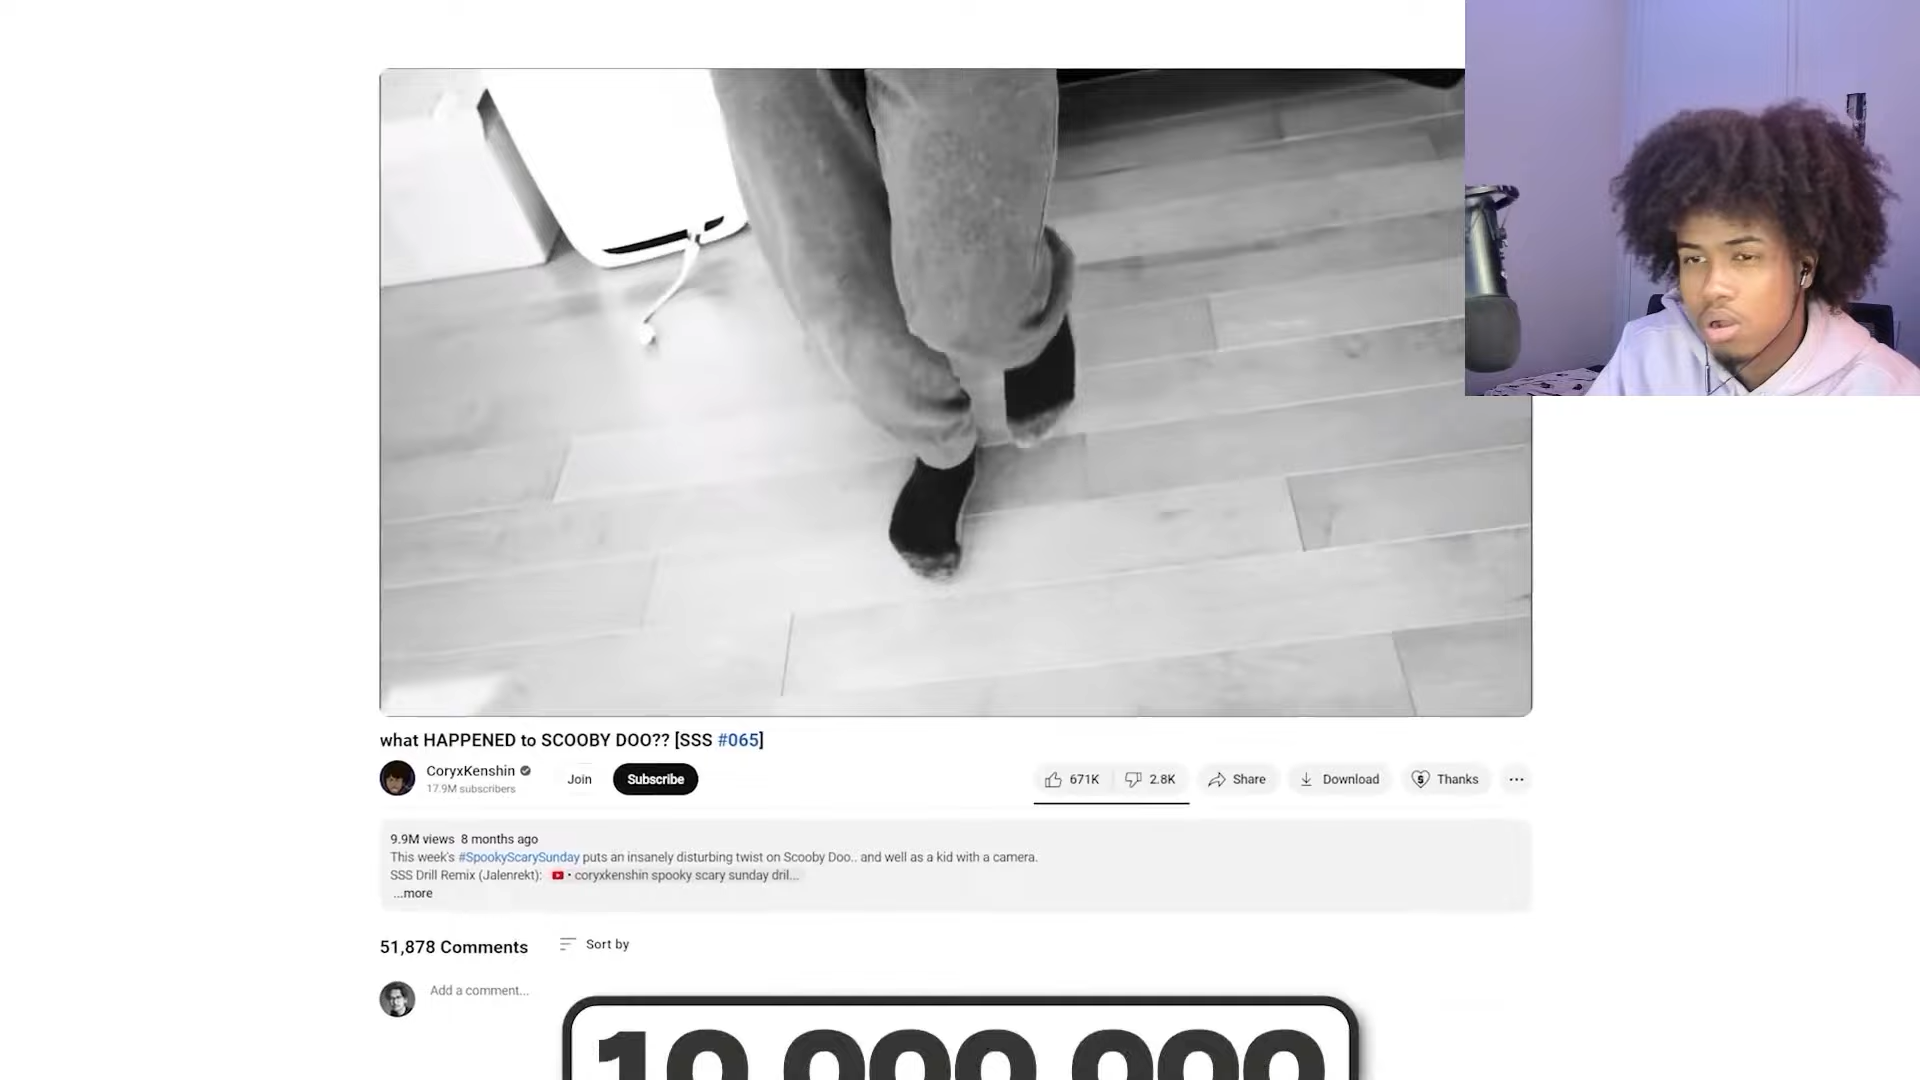 what HAPPENED to SCOOBY DOO?? [SSS #065]
CoryxKenshin
17.9M subscribers
Join
Subscribe
671K
2.8K
Share
Download
Thanks
9.9M views 8 months ago
This week's #SpookyScarySunday puts an insanely disturbing twist on Scooby Doo.. and well as a kid with a camera.
SSS Drill Remix (Jalenrekt): • coryxkenshin spooky scary sunday dril...
...more
51,878 Comments
Sort by
Add a comment...
10,000,000